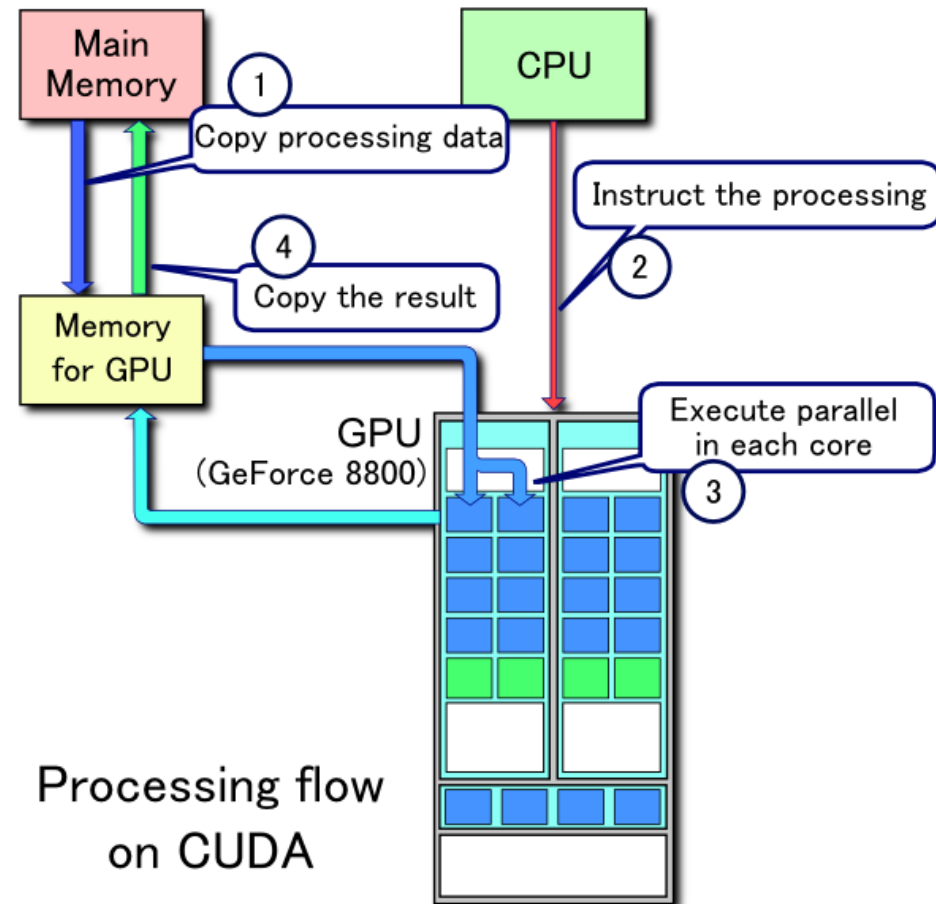 Main
Memory
CPU
1
Copy processing data
Instruct the processing
2
4
Copy the result
Memory
for GPU
GPU
(GeForce 8800)
Execute parallel
in each core
3
Processing flow
on CUDA